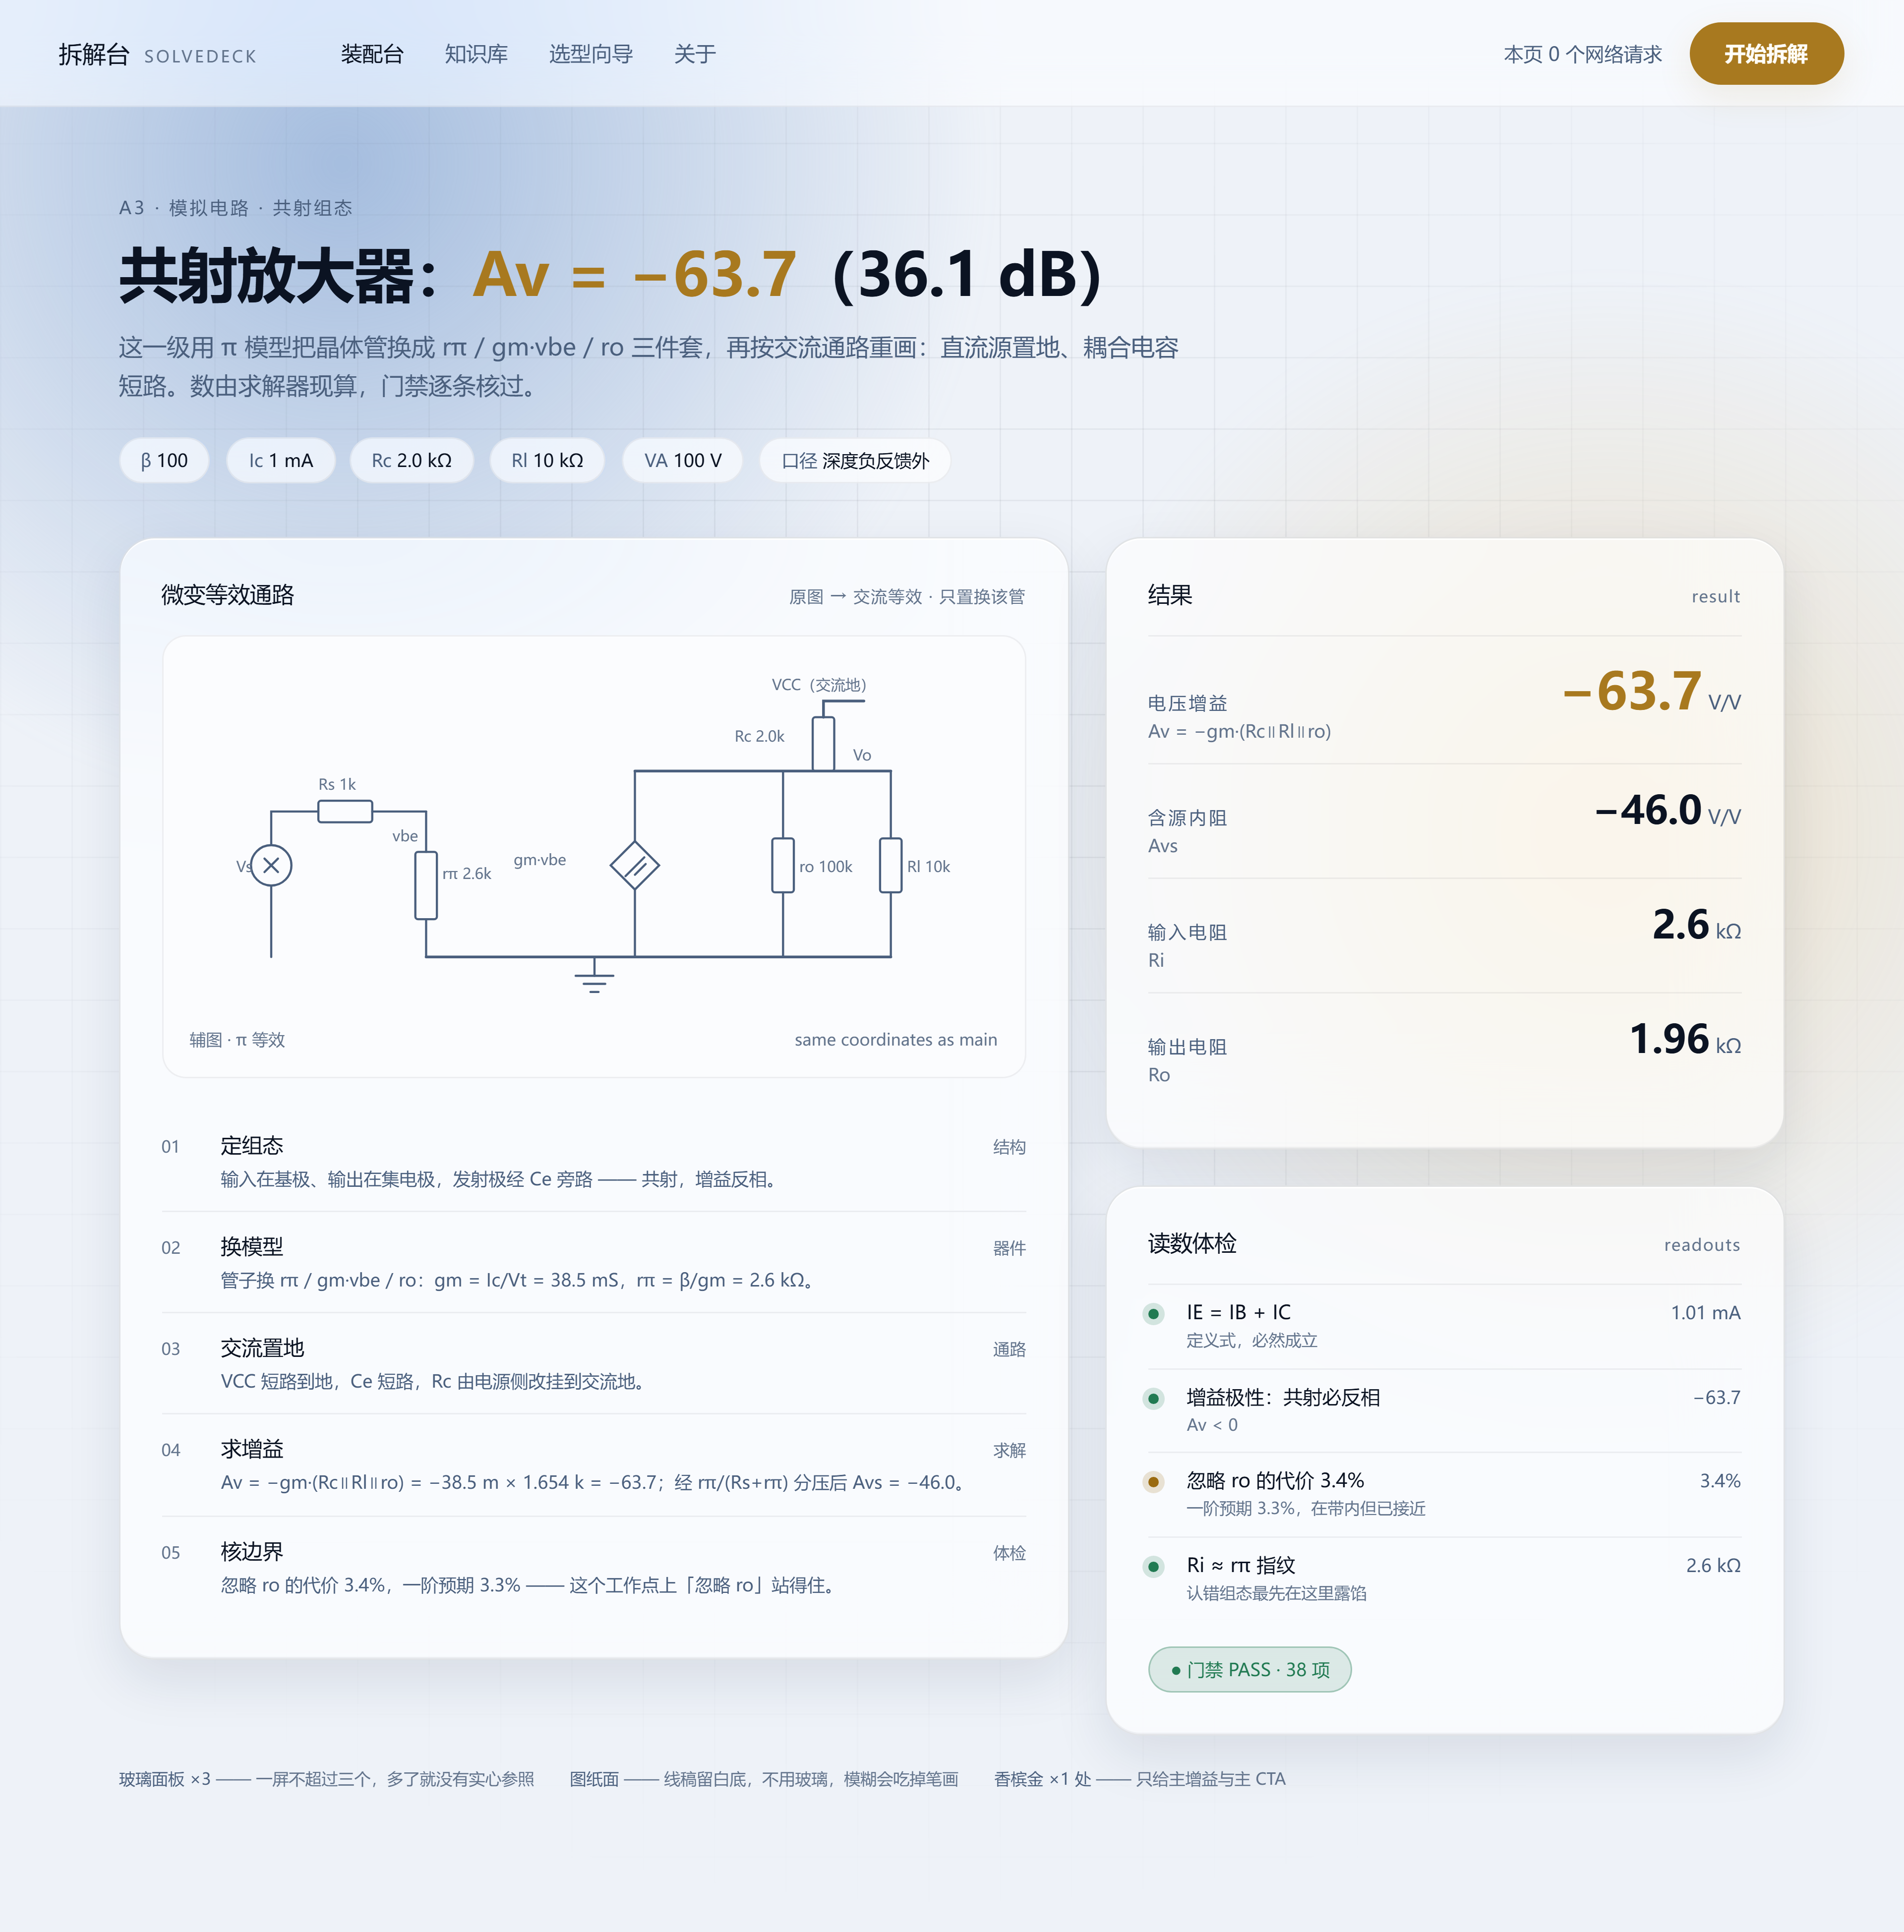 拆解台 SOLVEDECK 装配台 知识库 选型向导 关于 本页 0 个网络请求 开始拆解
A3 · 模拟电路 · 共射组态
共射放大器：Av = −63.7 (36.1 dB)
这一级用 π 模型把晶体管换成 rπ / gm·vbe / ro 三件套，再按交流通路重画：直流源置地、耦合电容
短路。数由求解器现算，门禁逐条核过。
β 100 Ic 1 mA Rc 2.0 kΩ Rl 10 kΩ VA 100 V 口径 深度负反馈外
微变等效通路 原图 → 交流等效 · 只置换该管
VCC（交流地）
Rc 2.0k
Vo
Rs 1k
vbe
Vs
rπ 2.6k
gm·vbe
ro 100k
Rl 10k
辅图 · π 等效 same coordinates as main
01 定组态 结构
输入在基极、输出在集电极，发射极经 Ce 旁路 —— 共射，增益反相。
02 换模型 器件
管子换 rπ / gm·vbe / ro：gm = Ic/Vt = 38.5 mS，rπ = β/gm = 2.6 kΩ。
03 交流置地 通路
VCC 短路到地，Ce 短路，Rc 由电源侧改挂到交流地。
04 求增益 求解
Av = −gm·(Rc∥Rl∥ro) = −38.5 m × 1.654 k = −63.7；经 rπ/(Rs+rπ) 分压后 Avs = −46.0。
05 核边界 体检
忽略 ro 的代价 3.4%，一阶预期 3.3% —— 这个工作点上「忽略 ro」站得住。
结果 result
电压增益 −63.7 V/V
Av = −gm·(Rc∥Rl∥ro)
含源内阻 −46.0 V/V
Avs
输入电阻 2.6 kΩ
Ri
输出电阻 1.96 kΩ
Ro
读数体检 readouts
IE = IB + IC 1.01 mA
定义式，必然成立
增益极性：共射必反相 −63.7
Av < 0
忽略 ro 的代价 3.4% 3.4%
一阶预期 3.3%，在带内但已接近
Ri ≈ rπ 指纹 2.6 kΩ
认错组态最先在这里露馅
● 门禁 PASS · 38 项
玻璃面板 ×3 —— 一屏不超过三个，多了就没有实心参照 图纸面 —— 线稿留白底，不用玻璃，模糊会吃掉笔画 香槟金 ×1 处 —— 只给主增益与主 CTA